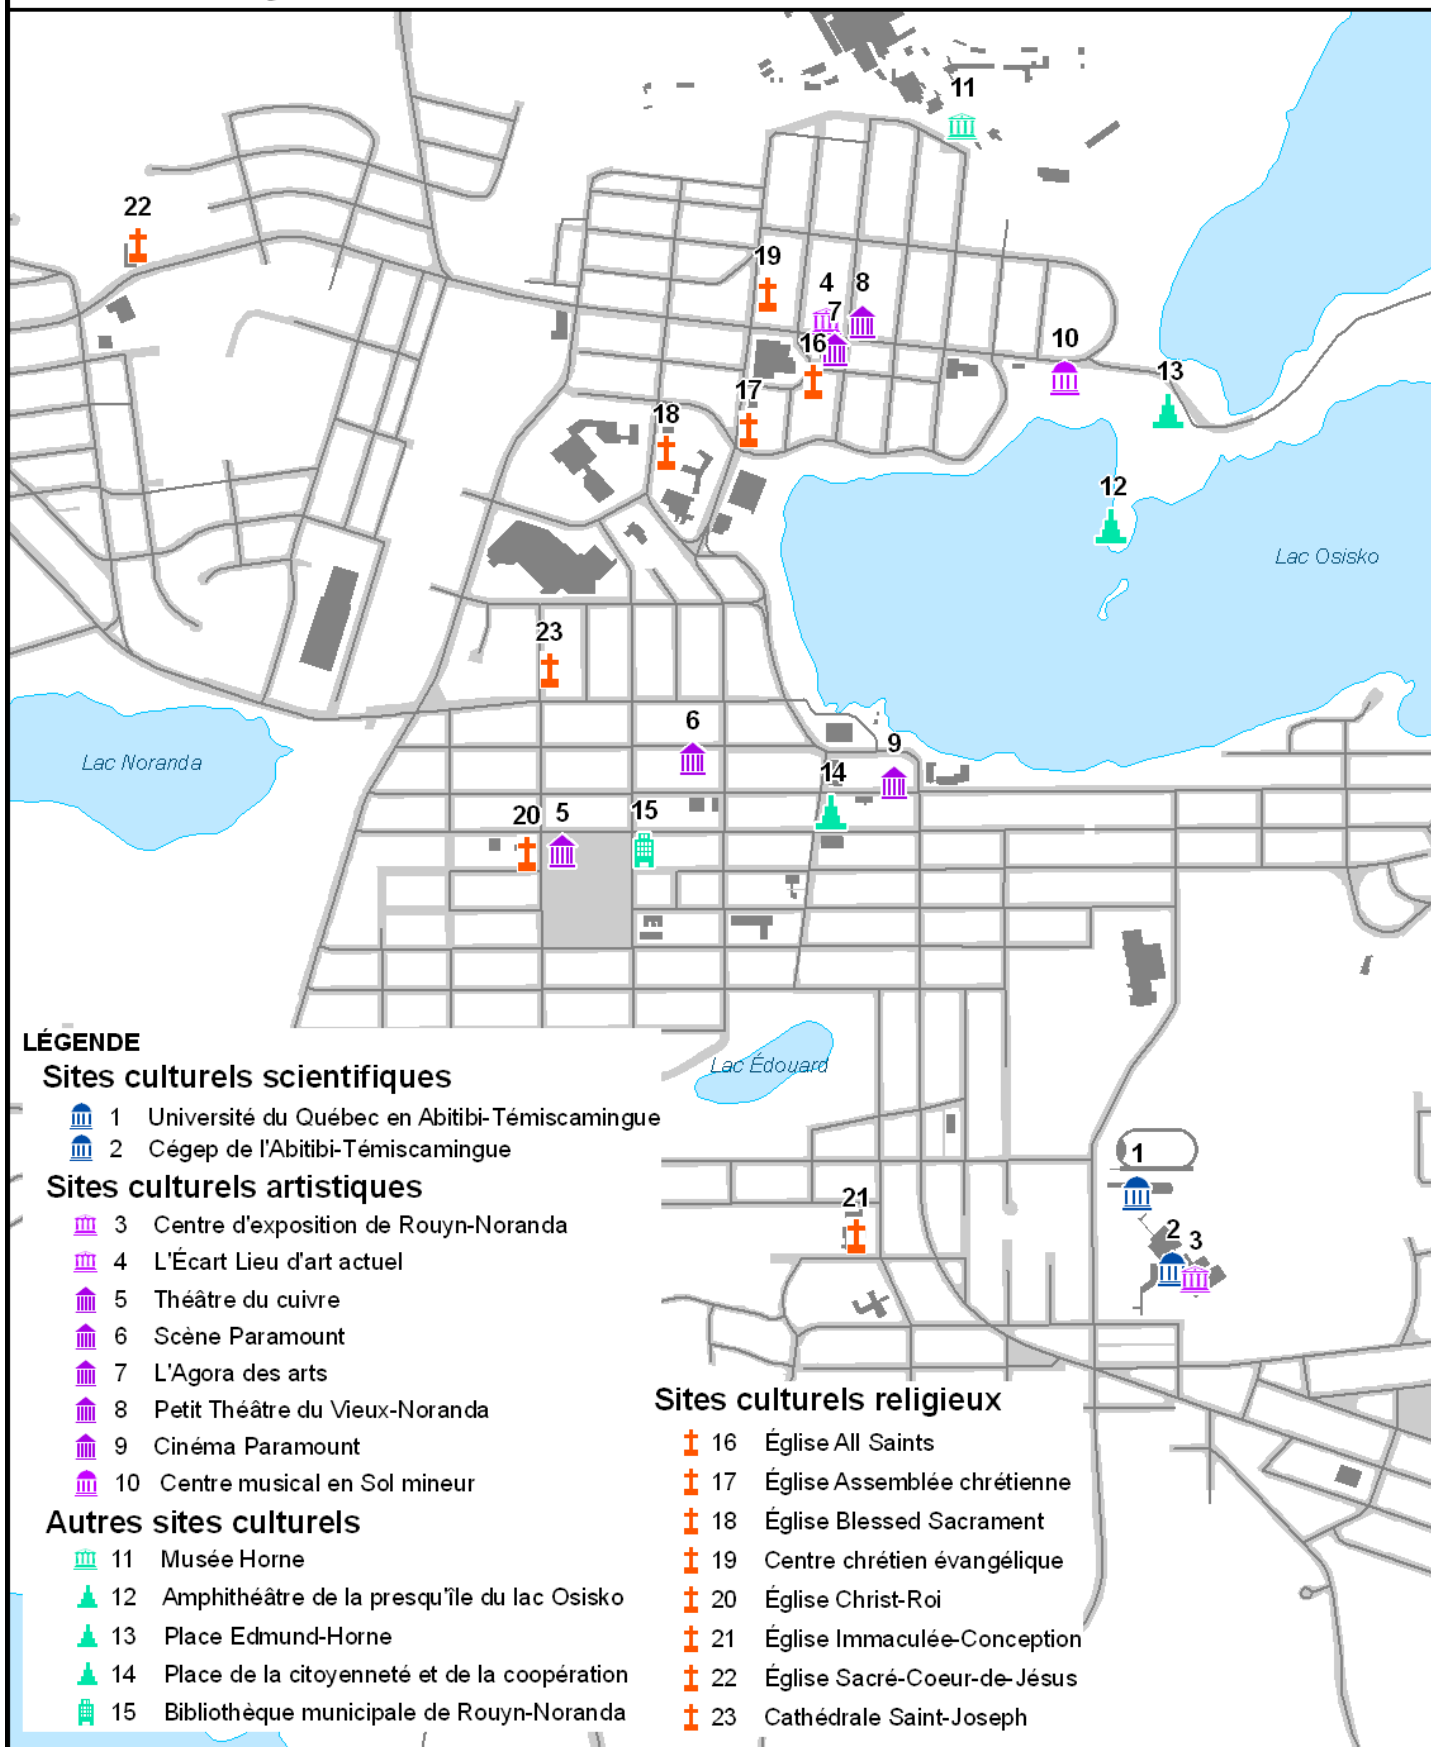 11
22
19
4
8
7
16
10
13
17
18
12
Lac Osisko
23
6
9
Lac Noranda
14
20
5
15
LÉGENDE
Lac Édouard
Sites culturels scientifiques
1 Université du Québec en Abitibi-Témiscamingue
2 Cégep de l'Abitibi-Témiscamingue
1
Sites culturels artistiques
21
3 Centre d'exposition de Rouyn-Noranda
2
3
4 L'Écart Lieu d'art actuel
5 Théâtre du cuivre
6 Scène Paramount
7 L'Agora des arts
8 Petit Théâtre du Vieux-Noranda
9 Cinéma Paramount
10 Centre musical en Sol mineur
Autres sites culturels
11 Musée Horne
12 Amphithéâtre de la presqu'île du lac Osisko
13 Place Edmund-Horne
14 Place de la citoyenneté et de la coopération
15 Bibliothèque municipale de Rouyn-Noranda
Sites culturels religieux
16 Église All Saints
17 Église Assemblée chrétienne
18 Église Blessed Sacrament
19 Centre chrétien évangélique
20 Église Christ-Roi
21 Église Immaculée-Conception
22 Église Sacré-Coeur-de-Jésus
23 Cathédrale Saint-Joseph